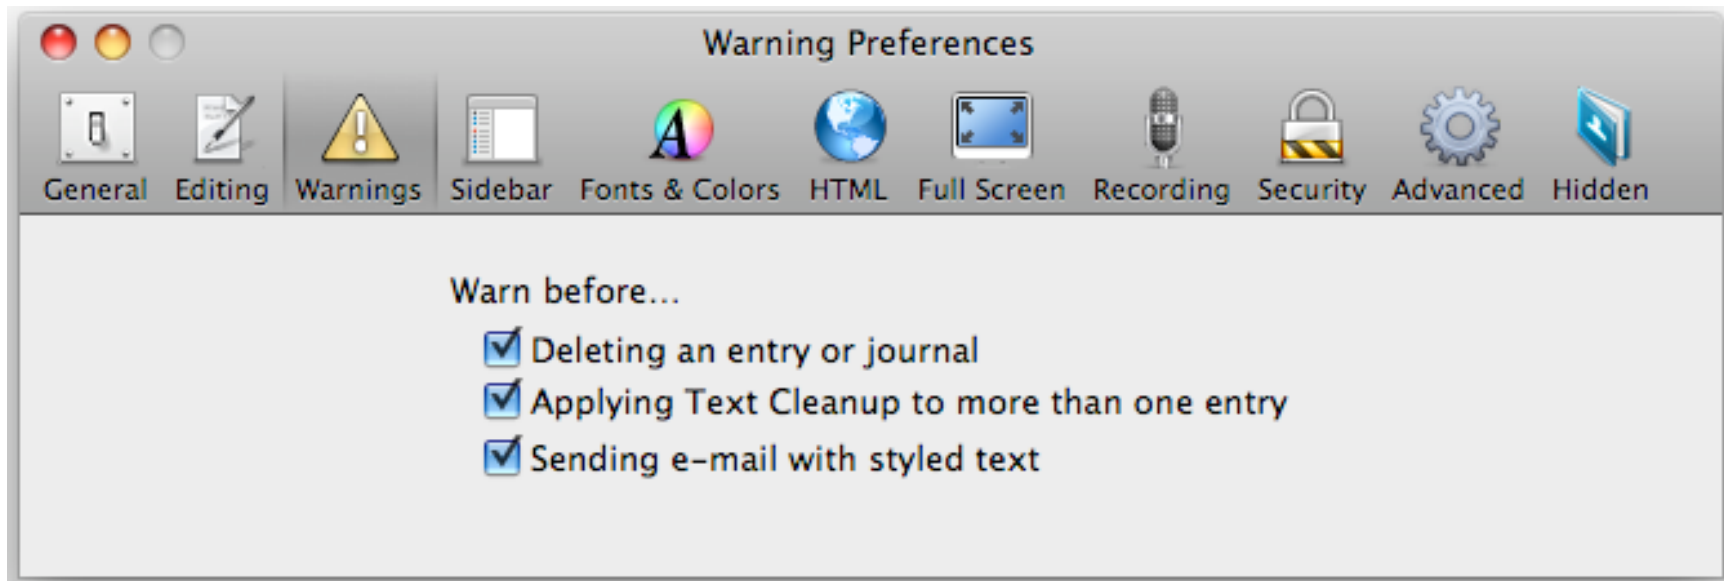 Warning Preferences
General Editing Warnings Sidebar Fonts & Colors HTML Full Screen Recording Security Advanced Hidden
Warn before...
Deleting an entry or journal
Applying Text Cleanup to more than one entry
Sending e-mail with styled text